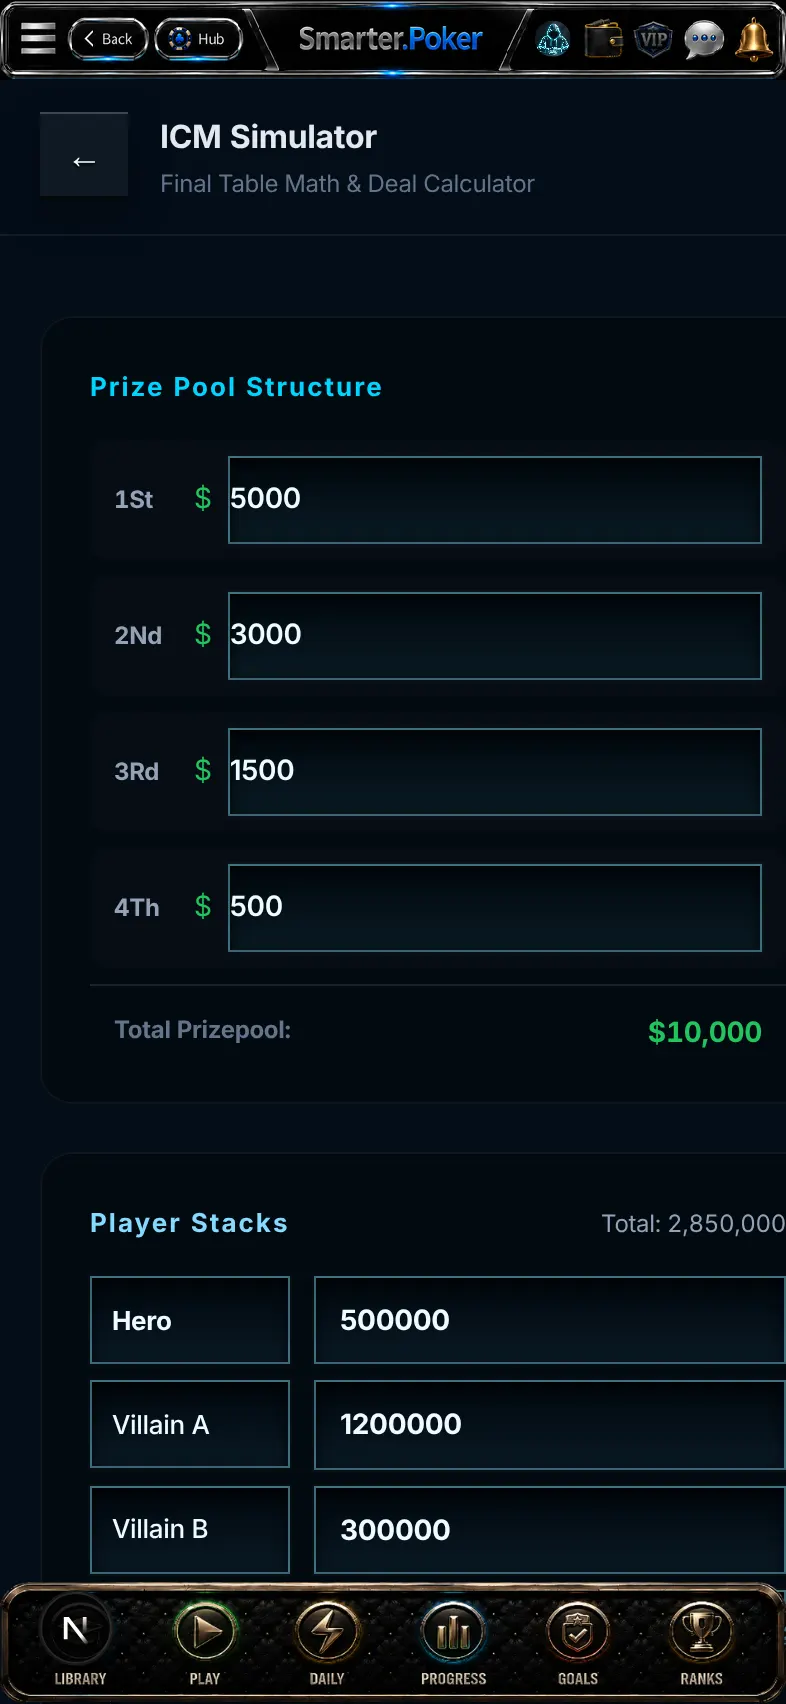 Back
Hub
Smarter.Poker
VIP
←
ICM Simulator
Final Table Math & Deal Calculator
Prize Pool Structure
1St $ 5000
2Nd $ 3000
3Rd $ 1500
4Th $ 500
Total Prizepool: $10,000
Player Stacks Total: 2,850,000
Hero 500000
Villain A 1200000
Villain B 300000
N
LIBRARY PLAY DAILY PROGRESS GOALS RANKS